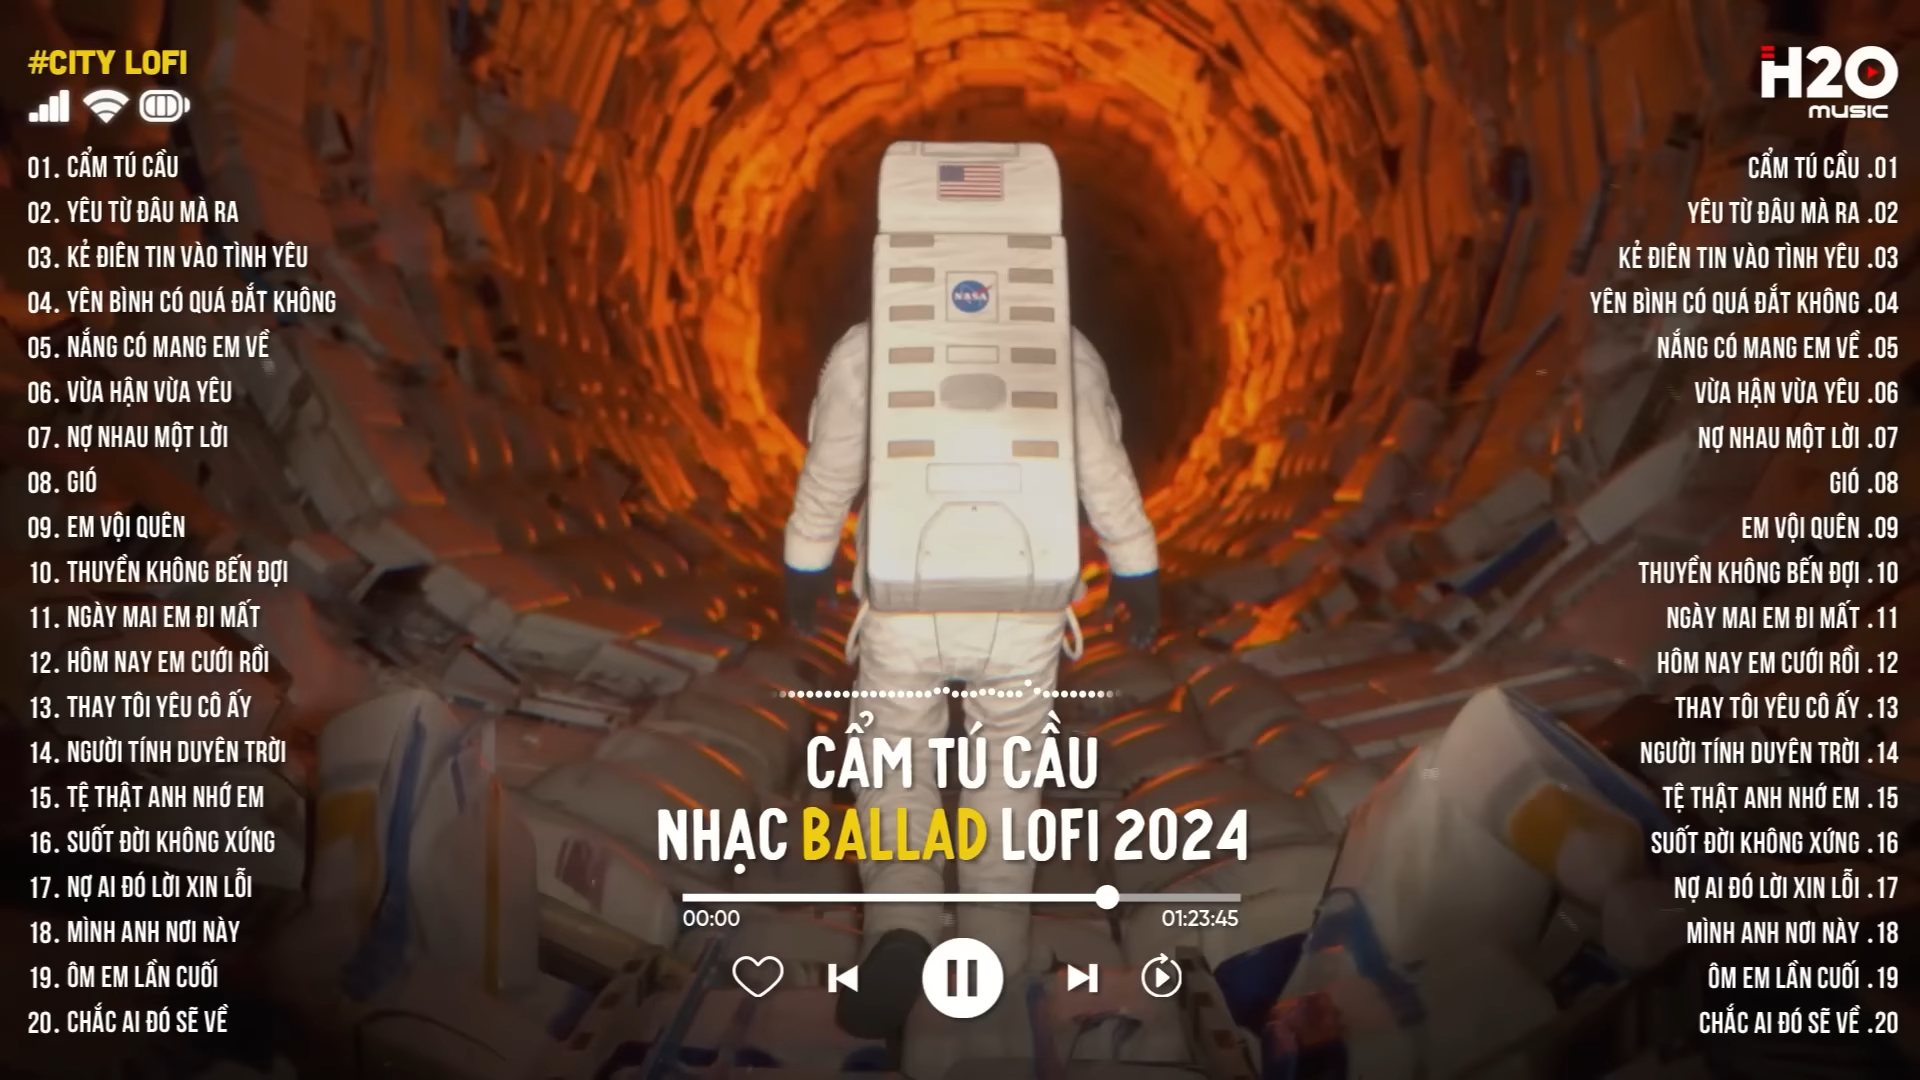 #CITY LOFI
01. CẨM TÚ CẦU
02. YÊU TỪ ĐÂU MÀ RA
03. KẺ ĐIÊN TIN VÀO TÌNH YÊU
04. YÊN BÌNH CÓ QUÁ ĐẮT KHÔNG
05. NẮNG CÓ MANG EM VỀ
06. VỪA HẬN VỪA YÊU
07. NỢ NHAU MỘT LỜI
08. GIÓ
09. EM VỘI QUÊN
10. THUYỀN KHÔNG BẾN ĐỢI
11. NGÀY MAI EM ĐI MẤT
12. HÔM NAY EM CƯỚI RỒI
13. THAY TÔI YÊU CÔ ẤY
14. NGƯỜI TÍNH DUYÊN TRỜI
15. TỆ THẬT ANH NHỚ EM
16. SUỐT ĐỜI KHÔNG XỨNG
17. NỢ AI ĐÓ LỜI XIN LỖI
18. MÌNH ANH NƠI NÀY
19. ÔM EM LẦN CUỐI
20. CHẮC AI ĐÓ SẼ VỀ
NASA
CẨM TÚ CẦU
NHẠC BALLAD LOFI 2024
00:00
01:23:45
H2O
MUSIC
CẨM TÚ CẦU .01
YÊU TỪ ĐÂU MÀ RA .02
KẺ ĐIÊN TIN VÀO TÌNH YÊU .03
YÊN BÌNH CÓ QUÁ ĐẮT KHÔNG .04
NẮNG CÓ MANG EM VỀ .05
VỪA HẬN VỪA YÊU .06
NỢ NHAU MỘT LỜI .07
GIÓ .08
EM VỘI QUÊN .09
THUYỀN KHÔNG BẾN ĐỢI .10
NGÀY MAI EM ĐI MẤT .11
HÔM NAY EM CƯỚI RỒI .12
THAY TÔI YÊU CÔ ẤY .13
NGƯỜI TÍNH DUYÊN TRỜI .14
TỆ THẬT ANH NHỚ EM .15
SUỐT ĐỜI KHÔNG XỨNG .16
NỢ AI ĐÓ LỜI XIN LỖI .17
MÌNH ANH NƠI NÀY .18
ÔM EM LẦN CUỐI .19
CHẮC AI ĐÓ SẼ VỀ .20